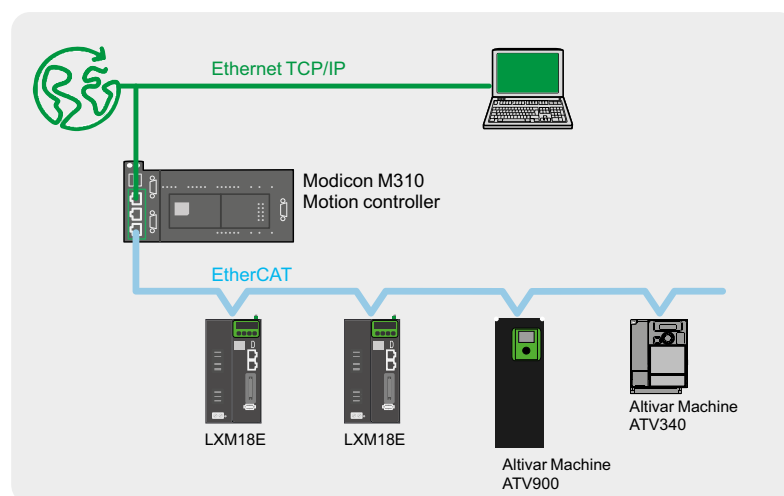 Ethernet TCP/IP
Modicon M310
Motion controller
EtherCAT
LXM18E
LXM18E
Altivar Machine
ATV900
Altivar Machine
ATV340